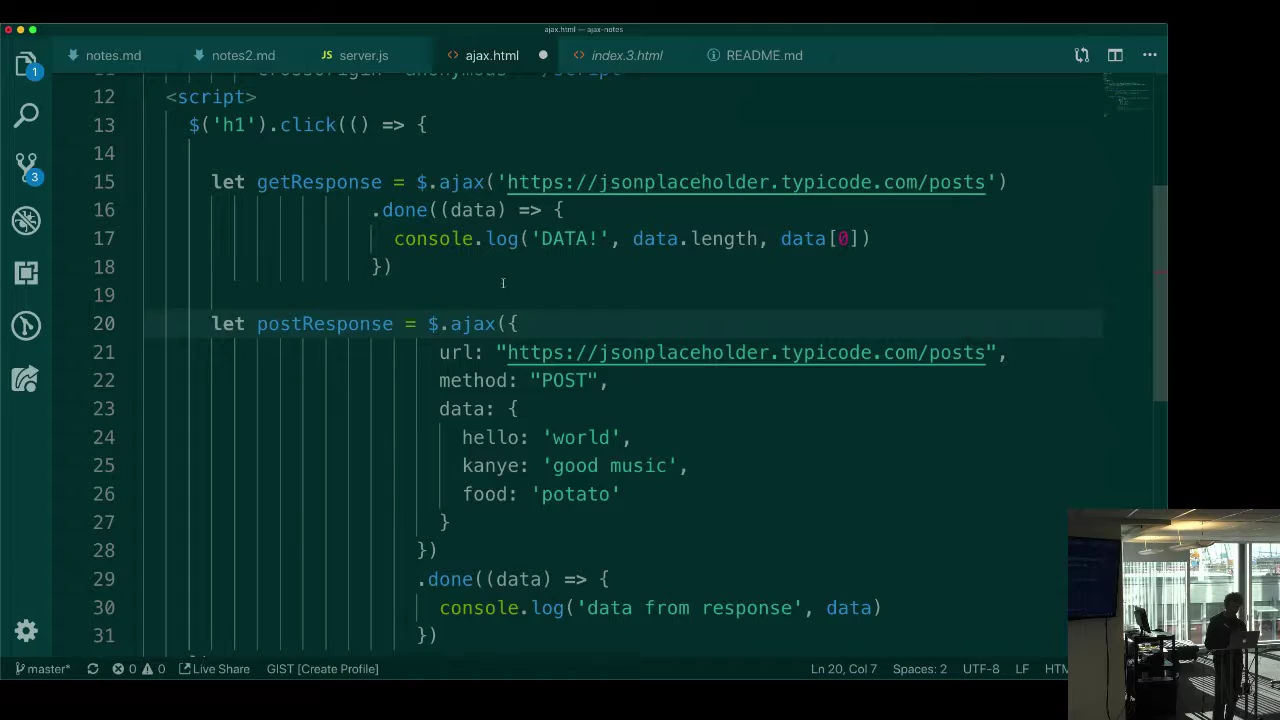 ajax.html — ajax-notes
notes.md
notes2.md
JS server.js
<> ajax.html
<> index.3.html
README.md
1
3
12 <script>
13 $('h1').click(() => {
14
15 let getResponse = $.ajax('https://jsonplaceholder.typicode.com/posts')
16 .done((data) => {
17 console.log('DATA!', data.length, data[0])
18 })
19
20 let postResponse = $.ajax({
21 url: "https://jsonplaceholder.typicode.com/posts",
22 method: "POST",
23 data: {
24 hello: 'world',
25 kanye: 'good music',
26 food: 'potato'
27 }
28 })
29 .done((data) => {
30 console.log('data from response', data)
31 })
master* 0 0 Live Share GIST [Create Profile] Ln 20, Col 7 Spaces: 2 UTF-8 LF